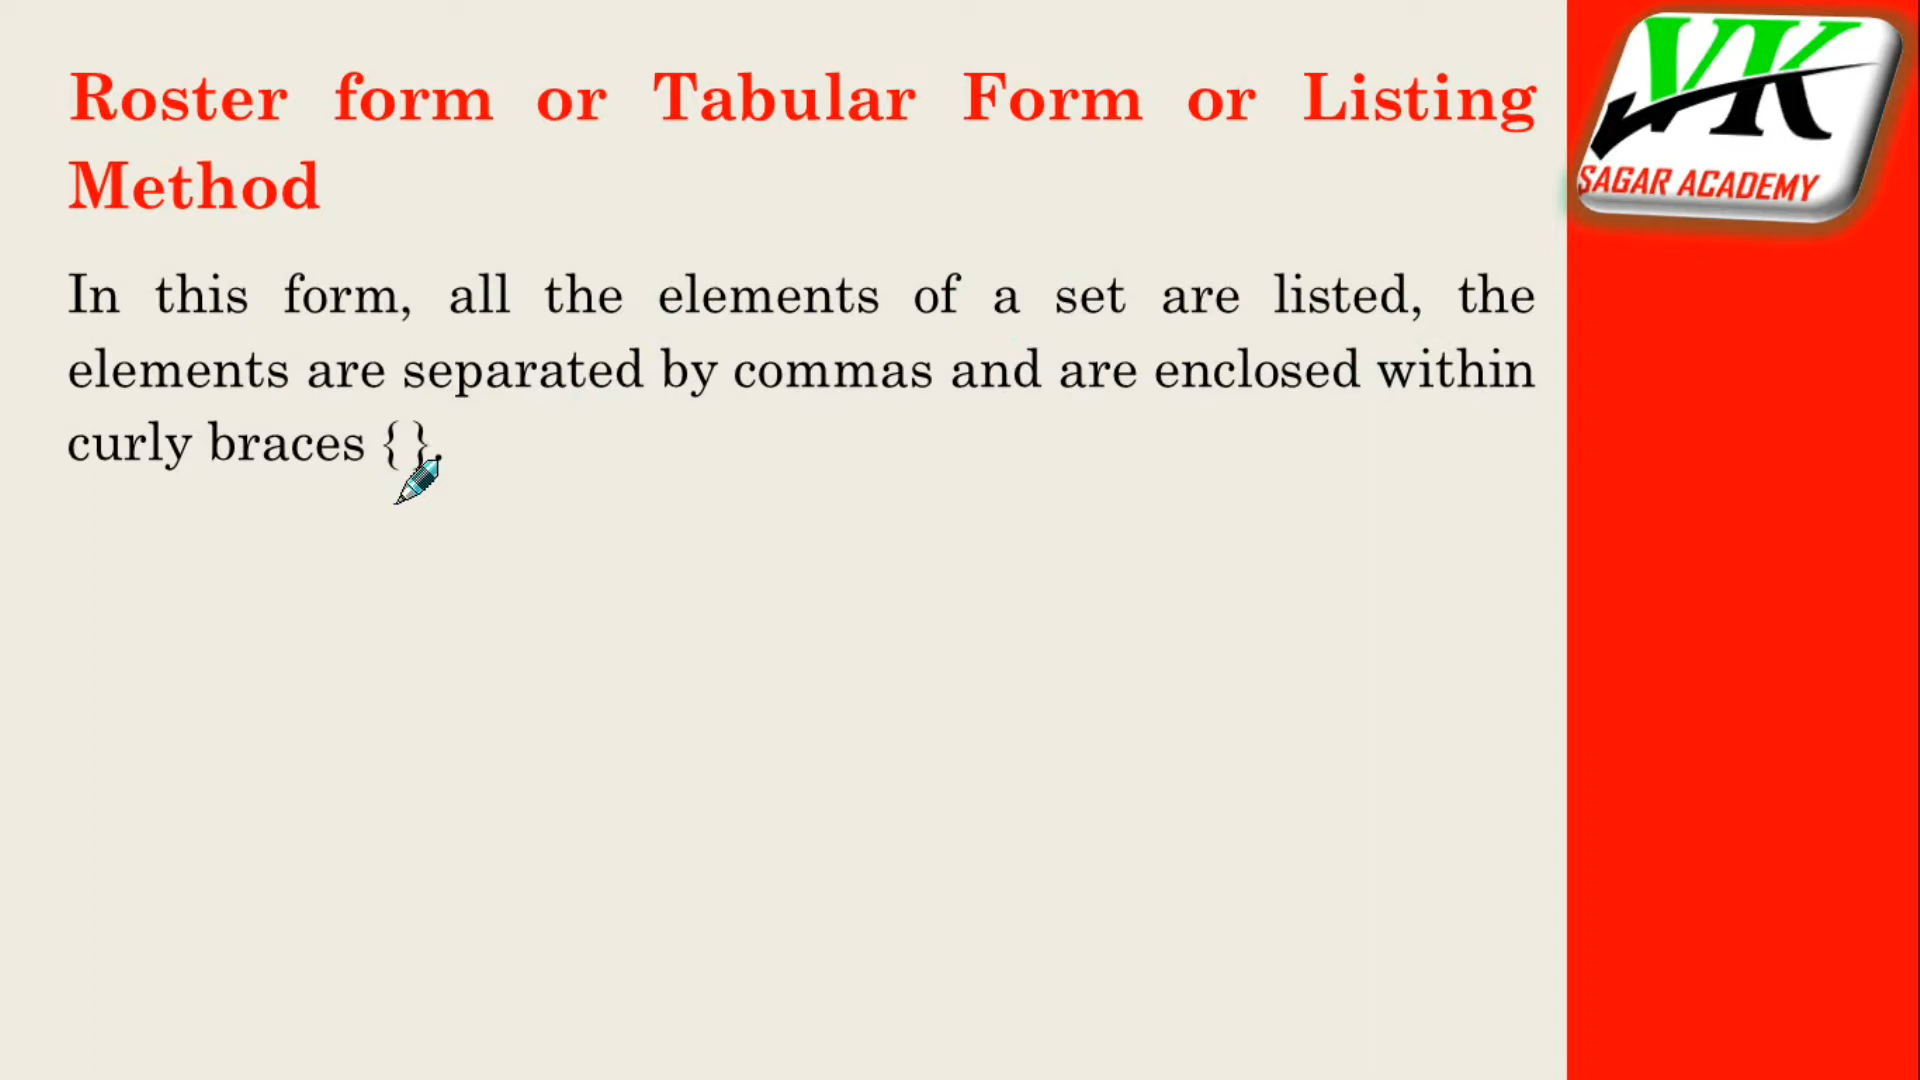 Roster form or Tabular Form or Listing
Method
In this form, all the elements of a set are listed, the
elements are separated by commas and are enclosed within
curly braces { }.
VK
SAGAR ACADEMY